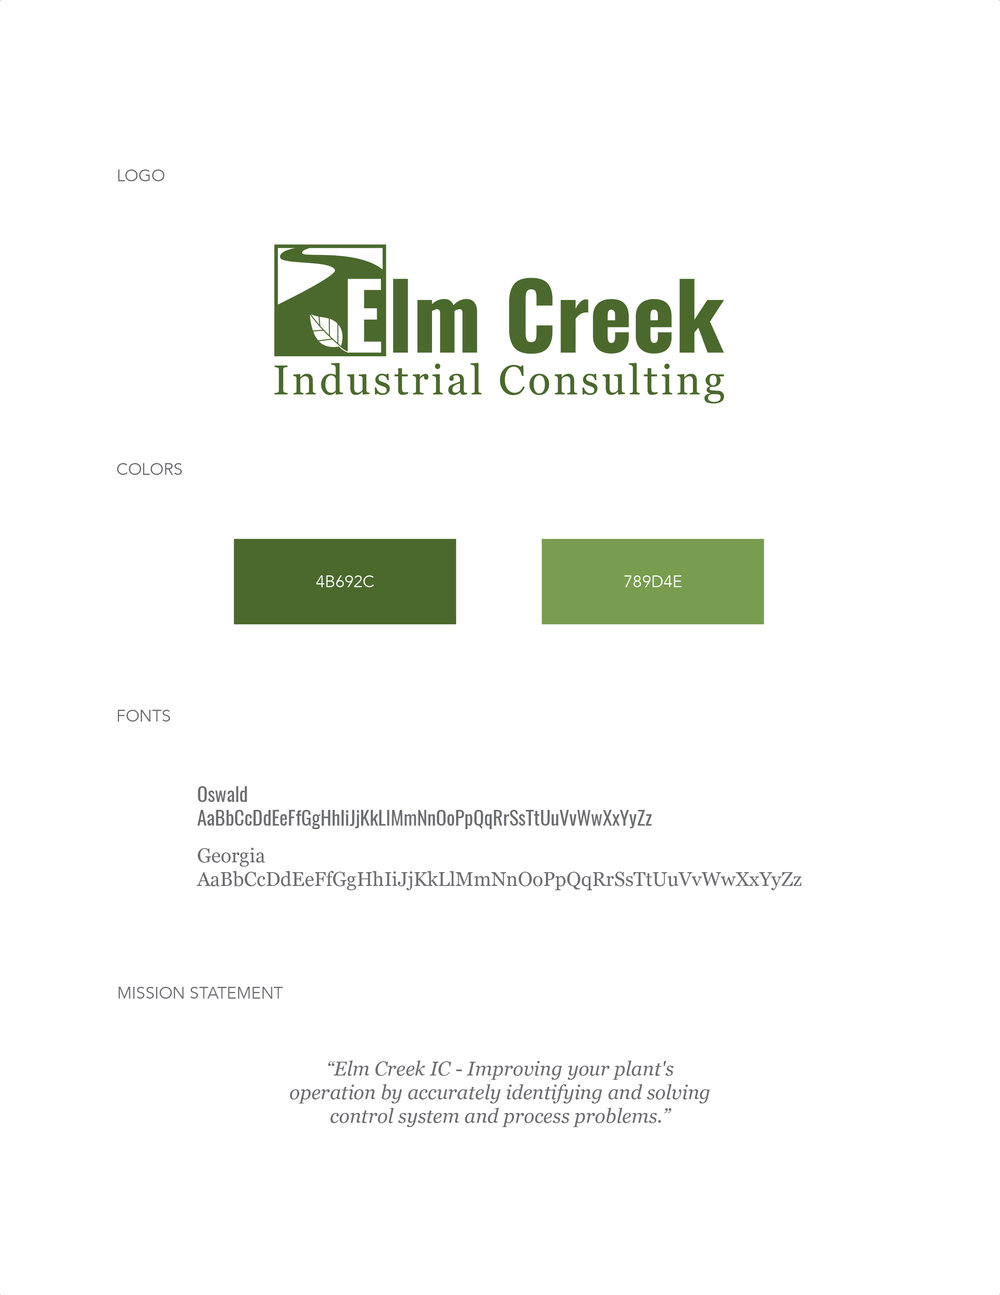 LOGO
Elm Creek
Industrial Consulting
COLORS
4B692C
789D4E
FONTS
Oswald
AaBbCcDdEeFfGgHhIiJjKkLlMmNnOoPpQqRrSsTtUuVvWwXxYyZz
Georgia
AaBbCcDdEeFfGgHhIiJjKkLlMmNnOoPpQqRrSsTtUuVvWwXxYyZz
MISSION STATEMENT
“Elm Creek IC - Improving your plant's
operation by accurately identifying and solving
control system and process problems.”